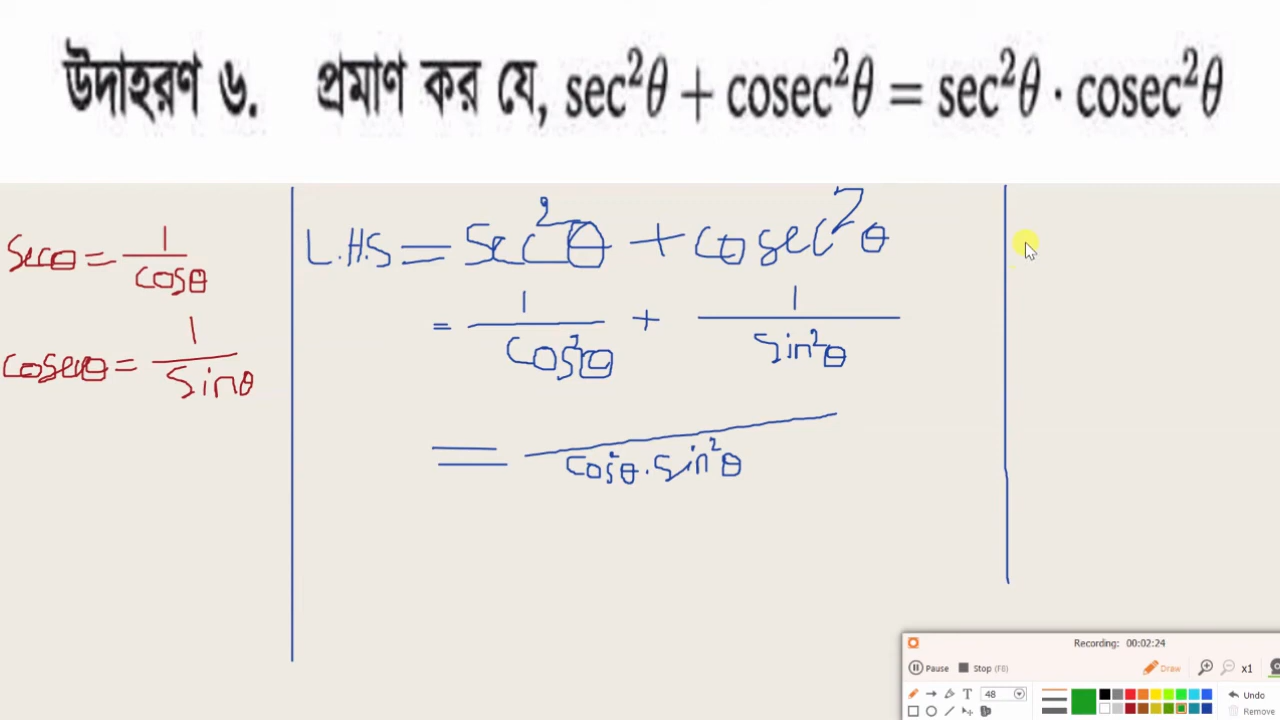 উদাহরণ ৬. প্রমাণ কর যে, sec²θ + cosec²θ = sec²θ · cosec²θ
secθ = 1/cosθ
cosecθ = 1/sinθ
L.H.S = Sec²θ + cosec²θ
= 1/cos²θ + 1/Sin²θ
= /cos²θ . Sin²θ
Recording: 00:02:24
Pause Stop (F8) Draw x1
T 48 Undo
Remove